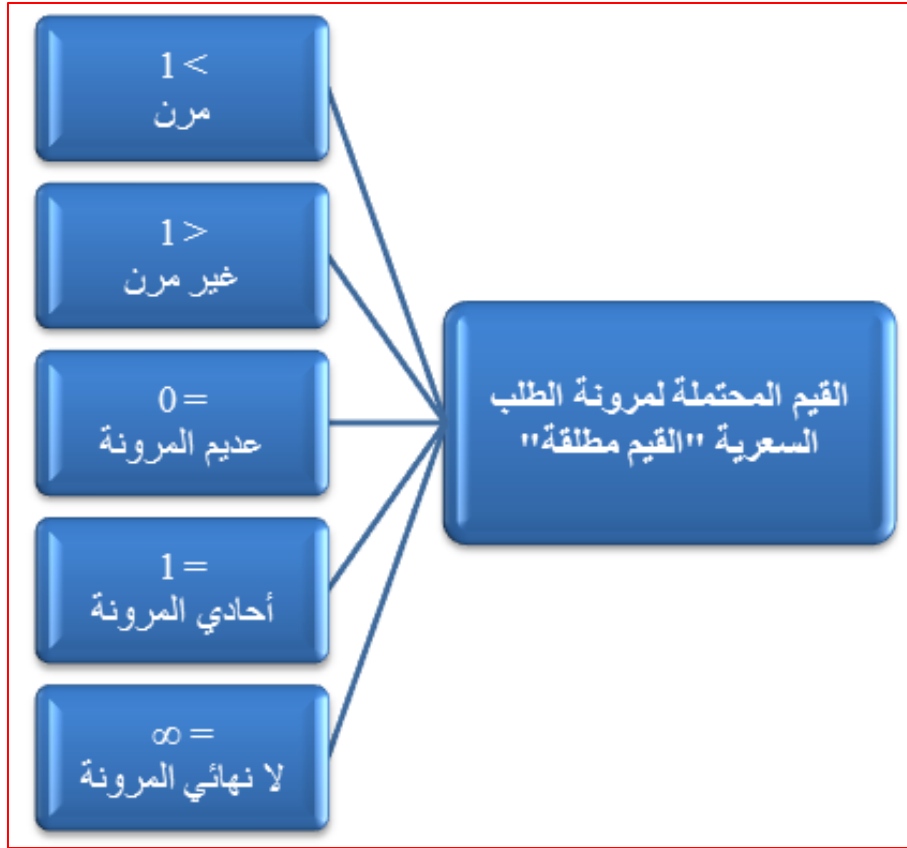 القيم المحتملة لمرونة الطلب
السعرية "القيم مطلقة"
> 1
مرن
< 1
غير مرن
= 0
عديم المرونة
= 1
أحادي المرونة
= ∞
لا نهائي المرونة